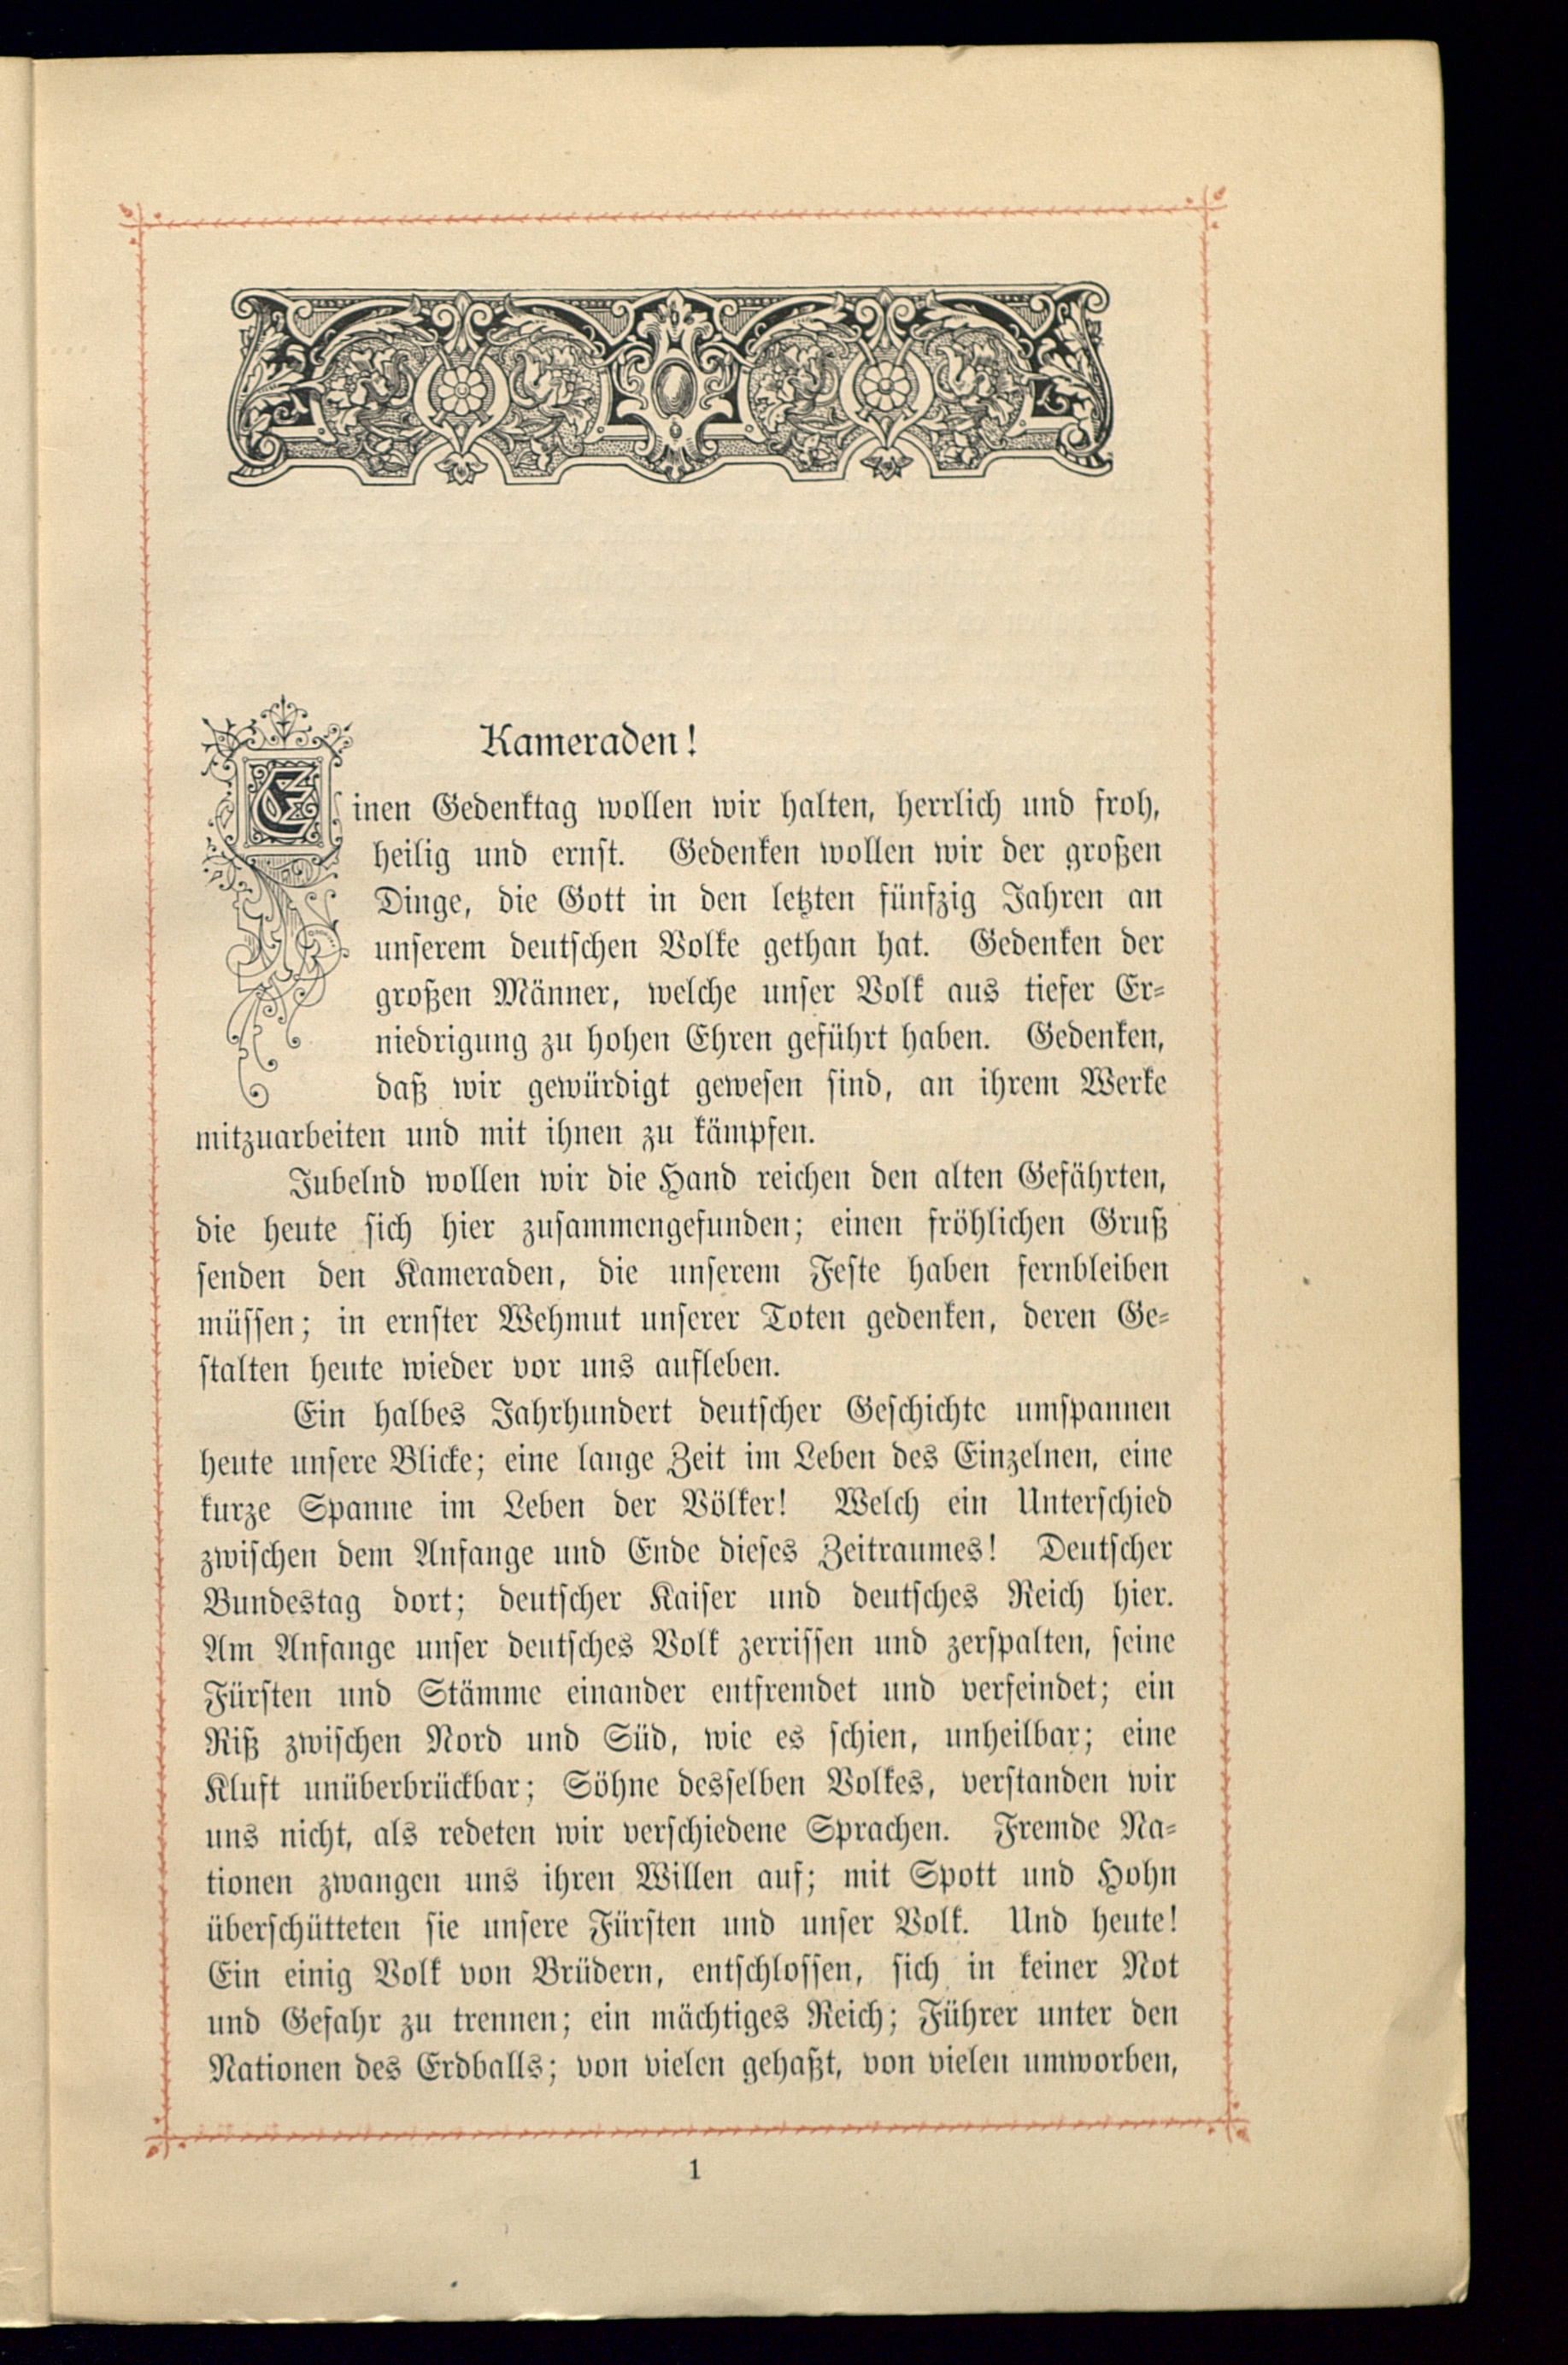 Kameraden!
Einen Gedenktag wollen wir halten, herrlich und froh,
heilig und ernst. Gedenken wollen wir der großen
Dinge, die Gott in den letzten fünfzig Jahren an
unserem deutschen Volke gethan hat. Gedenken der
großen Männer, welche unser Volk aus tiefer Er-
niedrigung zu hohen Ehren geführt haben. Gedenken,
daß wir gewürdigt gewesen sind, an ihrem Werke
mitzuarbeiten und mit ihnen zu kämpfen.
Jubelnd wollen wir die Hand reichen den alten Gefährten,
die heute sich hier zusammengefunden; einen fröhlichen Gruß
senden den Kameraden, die unserem Feste haben fernbleiben
müssen; in ernster Wehmut unserer Toten gedenken, deren Ge-
stalten heute wieder vor uns aufleben.
Ein halbes Jahrhundert deutscher Geschichte umspannen
heute unsere Blicke; eine lange Zeit im Leben des Einzelnen, eine
kurze Spanne im Leben der Völker! Welch ein Unterschied
zwischen dem Anfange und Ende dieses Zeitraumes! Deutscher
Bundestag dort; deutscher Kaiser und deutsches Reich hier.
Am Anfange unser deutsches Volk zerrissen und zerspalten, seine
Fürsten und Stämme einander entfremdet und verfeindet; ein
Riß zwischen Nord und Süd, wie es schien, unheilbar; eine
Kluft unüberbrückbar; Söhne desselben Volkes, verstanden wir
uns nicht, als redeten wir verschiedene Sprachen. Fremde Na-
tionen zwangen uns ihren Willen auf; mit Spott und Hohn
überschütteten sie unsere Fürsten und unser Volk. Und heute!
Ein einig Volk von Brüdern, entschlossen, sich in keiner Not
und Gefahr zu trennen; ein mächtiges Reich; Führer unter den
Nationen des Erdballs; von vielen gehaßt, von vielen umworben,
1